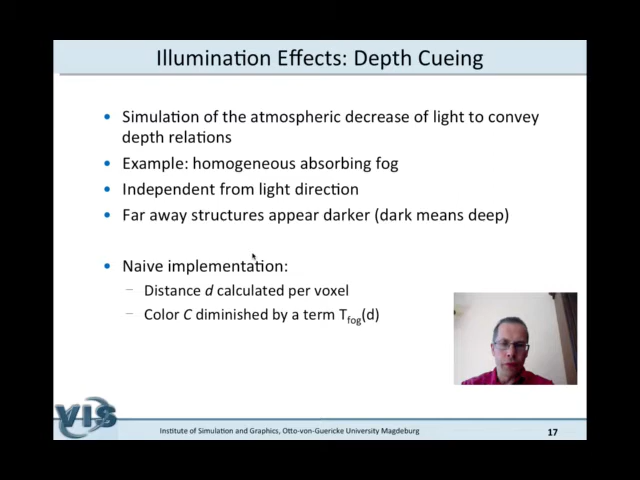 Illumination Effects: Depth Cueing
• Simulation of the atmospheric decrease of light to convey
depth relations
• Example: homogeneous absorbing fog
• Independent from light direction
• Far away structures appear darker (dark means deep)
• Naive implementation:
– Distance d calculated per voxel
– Color C diminished by a term Tfog(d)
VIS
Institute of Simulation and Graphics, Otto-von-Guericke University Magdeburg
17